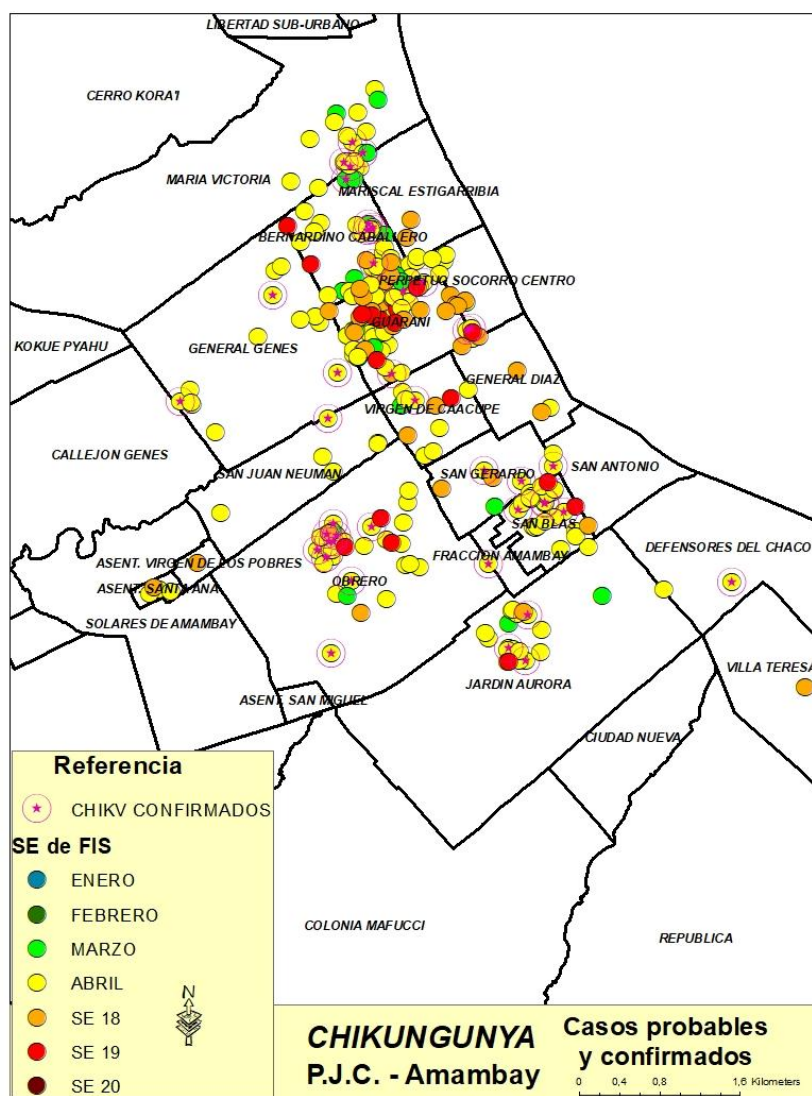 LIBERTAD SUB-URBANO
CERRO KORA'I
MARIA VICTORIA
MARISCAL ESTIGARRIBIA
BERNARDINO CABALLERO
PERPETUO SOCORRO CENTRO
GUARANI
KOKUE PYAHU
GENERAL GENES
GENERAL DIAZ
VIRGEN DE CAACUPE
CALLEJON GENES
SAN JUAN NEUMAN
SAN GERARDO
SAN ANTONIO
SAN BLAS
ASENT. VIRGEN DE LOS POBRES
FRACCION AMAMBAY
DEFENSORES DEL CHACO
ASENT. SANTA ANA
OBRERO
SOLARES DE AMAMBAY
VILLA TERESA
JARDIN AURORA
ASENT. SAN MIGUEL
CIUDAD NUEVA
COLONIA MAFUCCI
REPUBLICA
Referencia
CHIKV CONFIRMADOS
SE de FIS
ENERO
FEBRERO
MARZO
ABRIL
SE 18
SE 19
SE 20
N
CHIKUNGUNYA
P.J.C. - Amambay
Casos probables
y confirmados
0 0,4 0,8 1,6 Kilometers